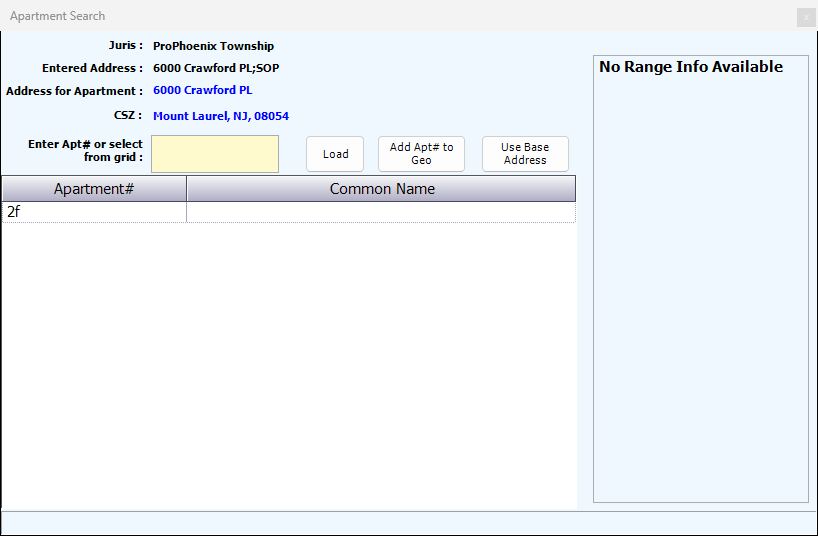 Apartment Search
x
Juris : ProPhoenix Township
Entered Address : 6000 Crawford PL;SOP
Address for Apartment : 6000 Crawford PL
CSZ : Mount Laurel, NJ, 08054
Enter Apt# or select
from grid :
Load
Add Apt# to
Geo
Use Base
Address
Apartment# Common Name
2f
No Range Info Available